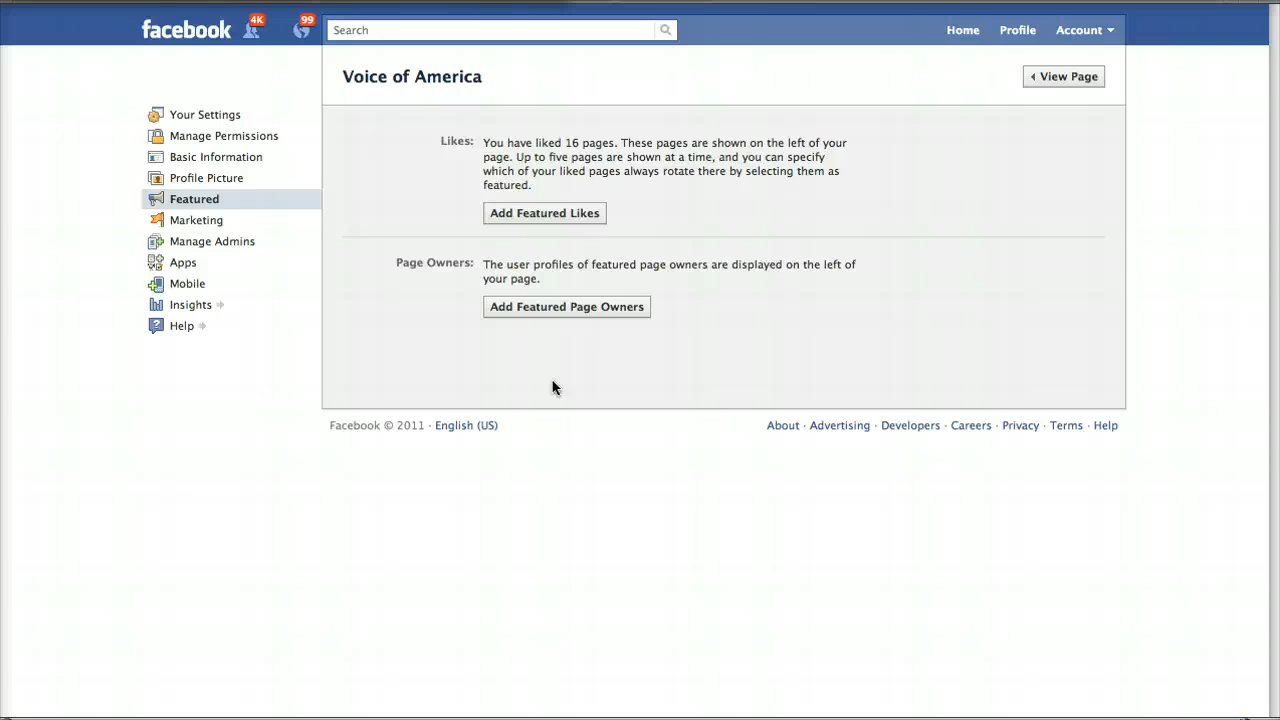 facebook 4K 99 Search Home Profile Account
Voice of America View Page
Your Settings
Manage Permissions
Basic Information
Profile Picture
Featured
Marketing
Manage Admins
Apps
Mobile
Insights
Help
Likes: You have liked 16 pages. These pages are shown on the left of your
page. Up to five pages are shown at a time, and you can specify
which of your liked pages always rotate there by selecting them as
featured.
Add Featured Likes
Page Owners: The user profiles of featured page owners are displayed on the left of
your page.
Add Featured Page Owners
Facebook © 2011 · English (US) About · Advertising · Developers · Careers · Privacy · Terms · Help